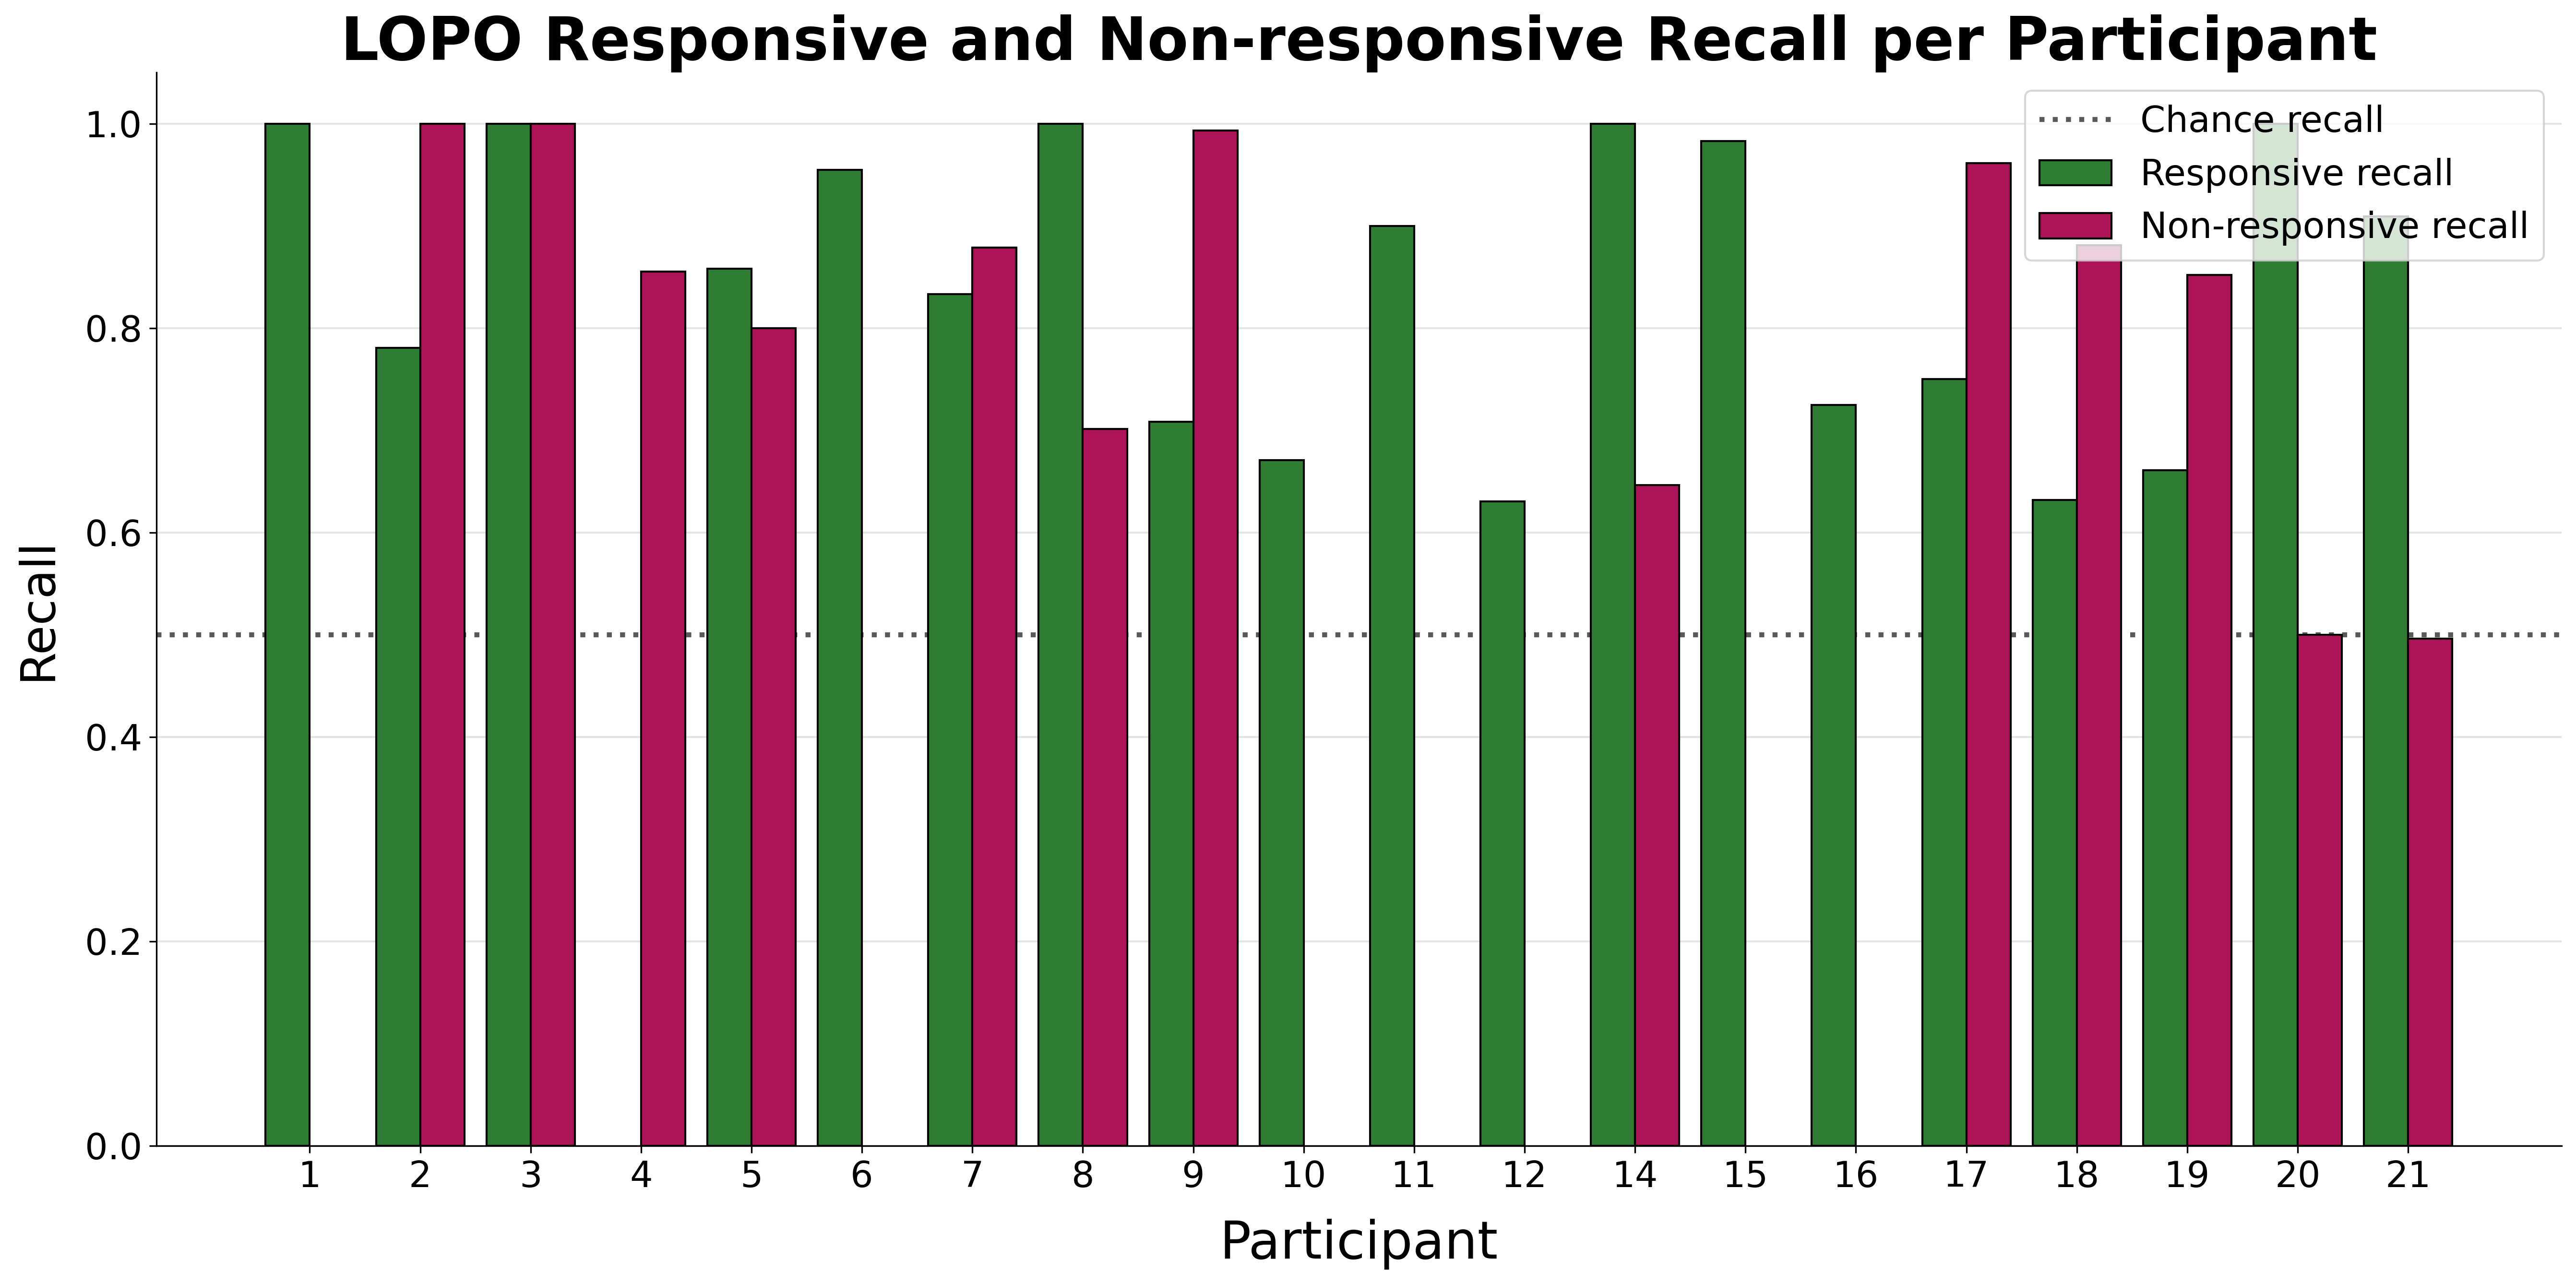 LOPO Responsive and Non-responsive Recall per Participant
Chance recall
Responsive recall
Non-responsive recall
Recall
1.0
0.8
0.6
0.4
0.2
0.0
1 2 3 4 5 6 7 8 9 10 11 12 14 15 16 17 18 19 20 21
Participant